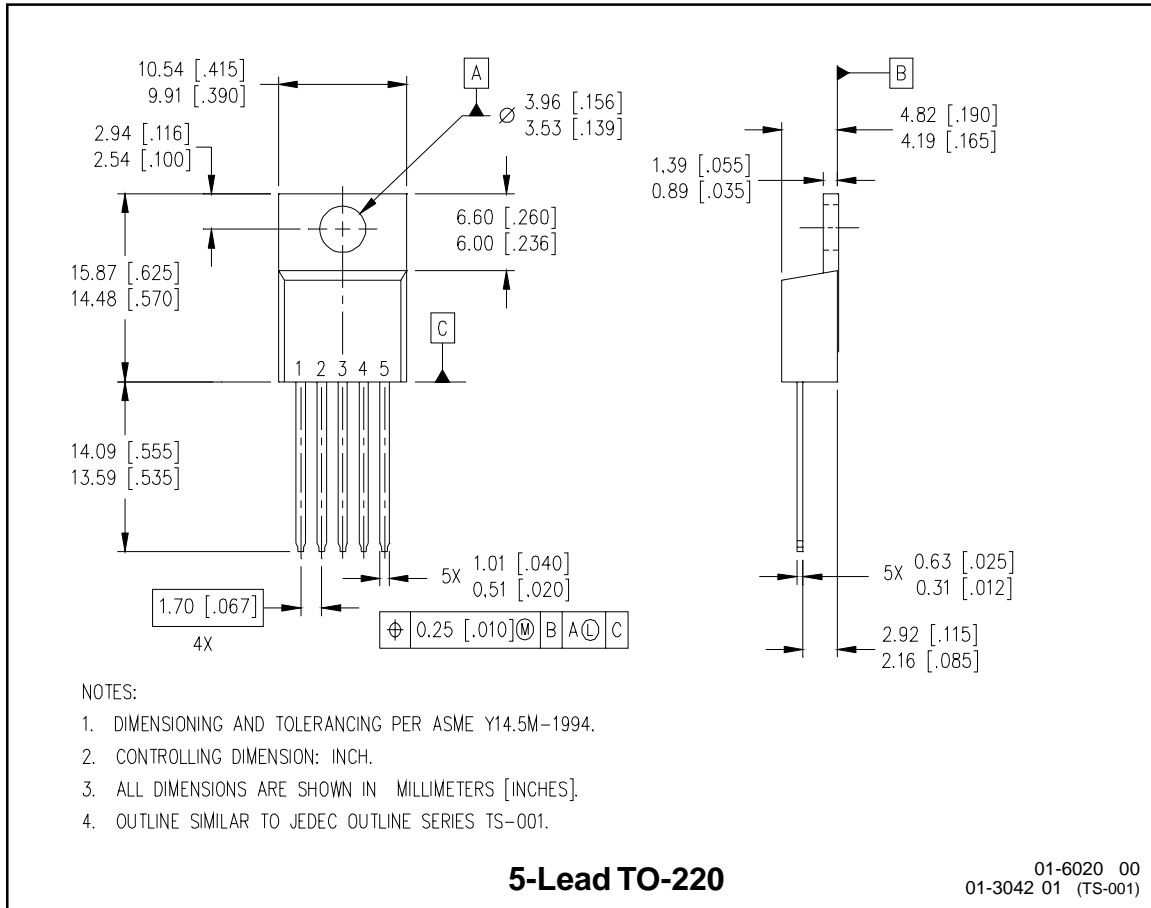 10.54 [.415]
9.91 [.390]
A
B
Ø 3.96 [.156]
3.53 [.139]
4.82 [.190]
4.19 [.165]
2.94 [.116]
2.54 [.100]
1.39 [.055]
0.89 [.035]
6.60 [.260]
6.00 [.236]
15.87 [.625]
14.48 [.570]
C
1 2 3 4 5
14.09 [.555]
13.59 [.535]
5X 1.01 [.040]
0.51 [.020]
5X 0.63 [.025]
0.31 [.012]
1.70 [.067]
4X
⌖ 0.25 [.010] Ⓜ B A Ⓛ C
2.92 [.115]
2.16 [.085]
NOTES:
1. DIMENSIONING AND TOLERANCING PER ASME Y14.5M-1994.
2. CONTROLLING DIMENSION: INCH.
3. ALL DIMENSIONS ARE SHOWN IN MILLIMETERS [INCHES].
4. OUTLINE SIMILAR TO JEDEC OUTLINE SERIES TS-001.
5-Lead TO-220
01-6020 00
01-3042 01 (TS-001)